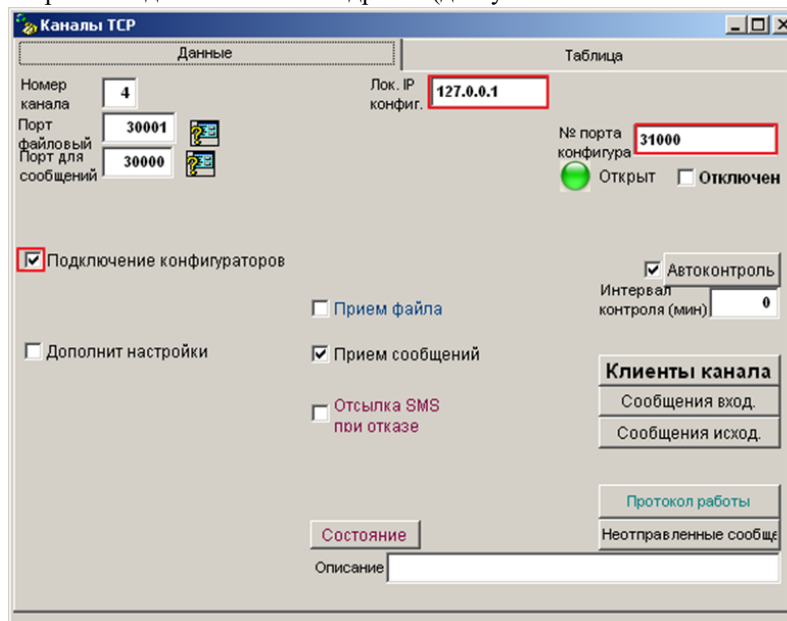 Каналы TCP
Данные
Таблица
Номер канала
4
Лок. IP конфиг.
127.0.0.1
Порт файловый
30001
Порт для сообщений
30000
№ порта конфигура
31000
Открыт
Отключен
Подключение конфигураторов
Автоконтроль
Интервал контроля (мин)
0
Прием файла
Дополнит настройки
Прием сообщений
Клиенты канала
Сообщения вход.
Отсылка SMS при отказе
Сообщения исход.
Протокол работы
Состояние
Неотправленные сообще
Описание